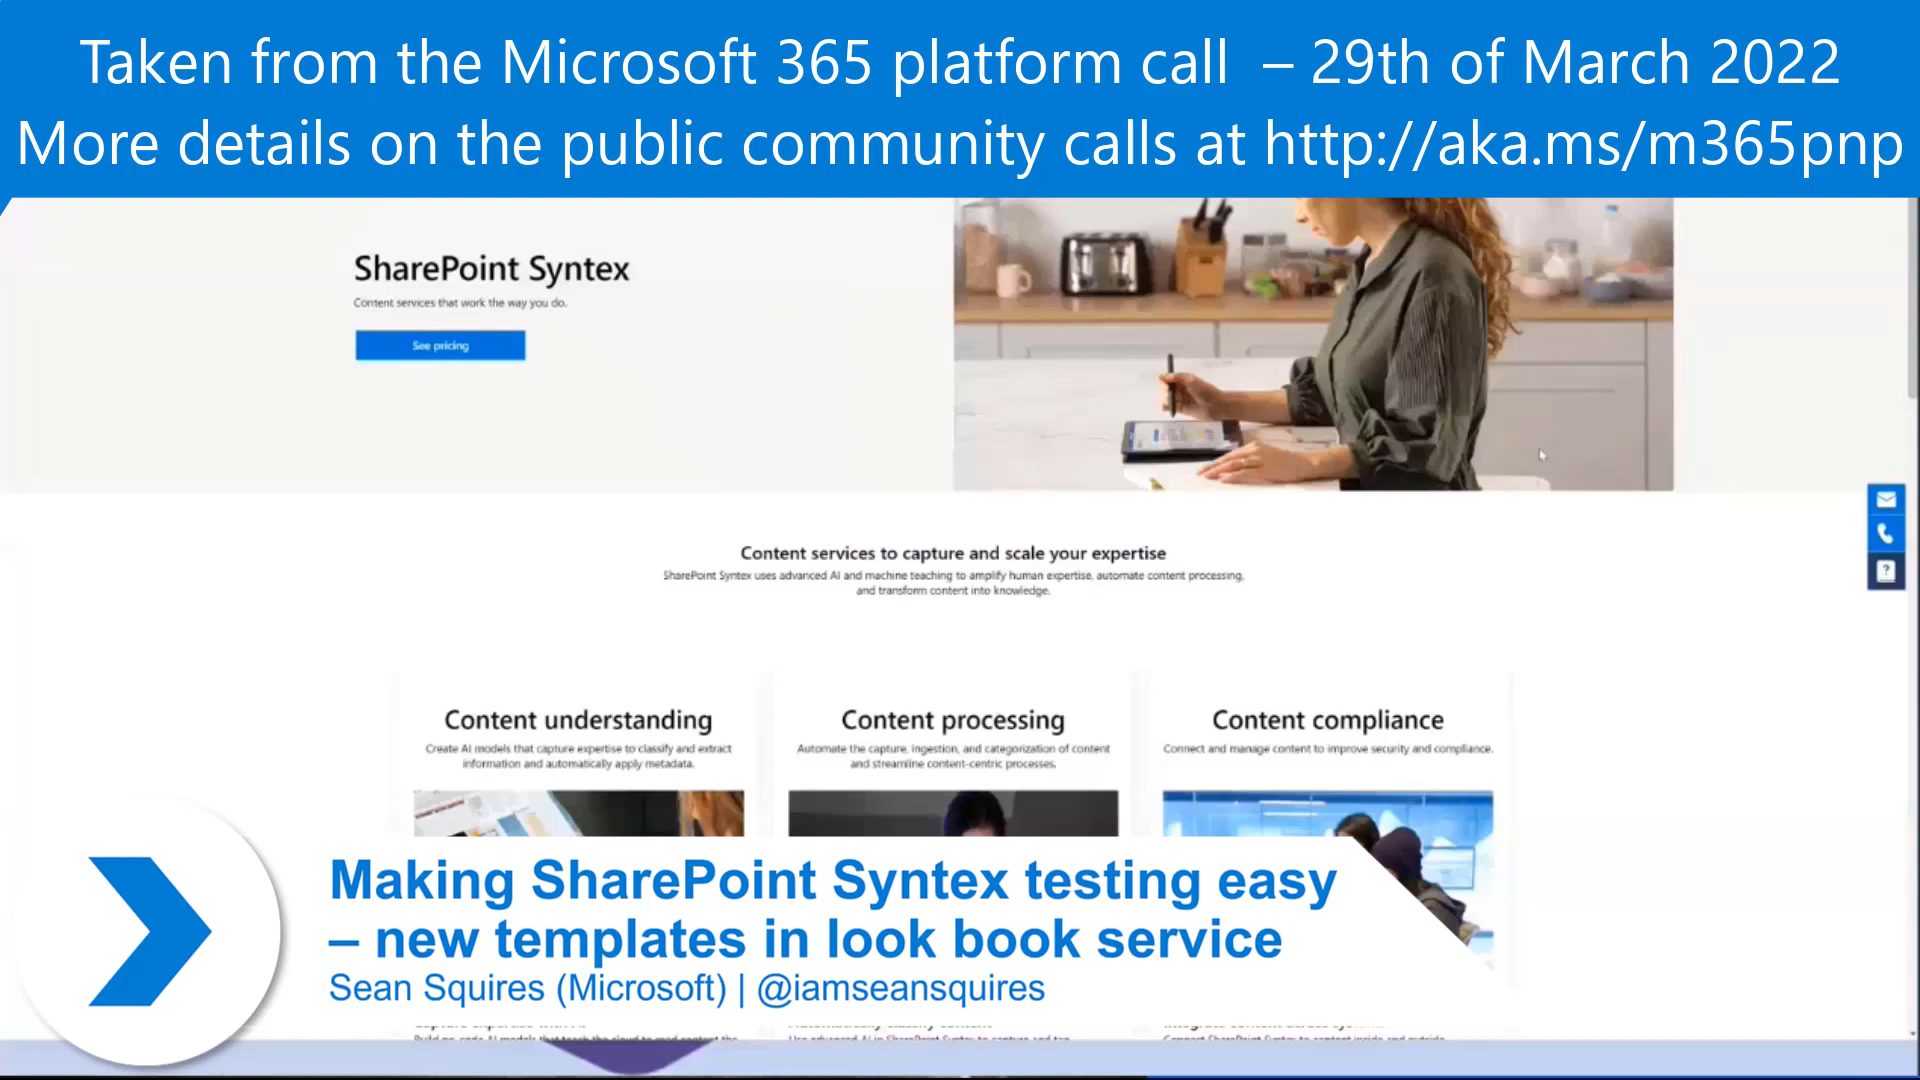 Taken from the Microsoft 365 platform call – 29th of March 2022
More details on the public community calls at http://aka.ms/m365pnp
SharePoint Syntex
Content services that work the way you do.
See pricing
Content services to capture and scale your expertise
SharePoint Syntex uses advanced AI and machine teaching to amplify human expertise, automate content processing,
and transform content into knowledge.
Content understanding
Create AI models that capture expertise to classify and extract
information and automatically apply metadata.
Content processing
Automate the capture, ingestion, and categorization of content
and streamline content-centric processes.
Content compliance
Connect and manage content to improve security and compliance.
Making SharePoint Syntex testing easy
– new templates in look book service
Sean Squires (Microsoft) | @iamseansquires